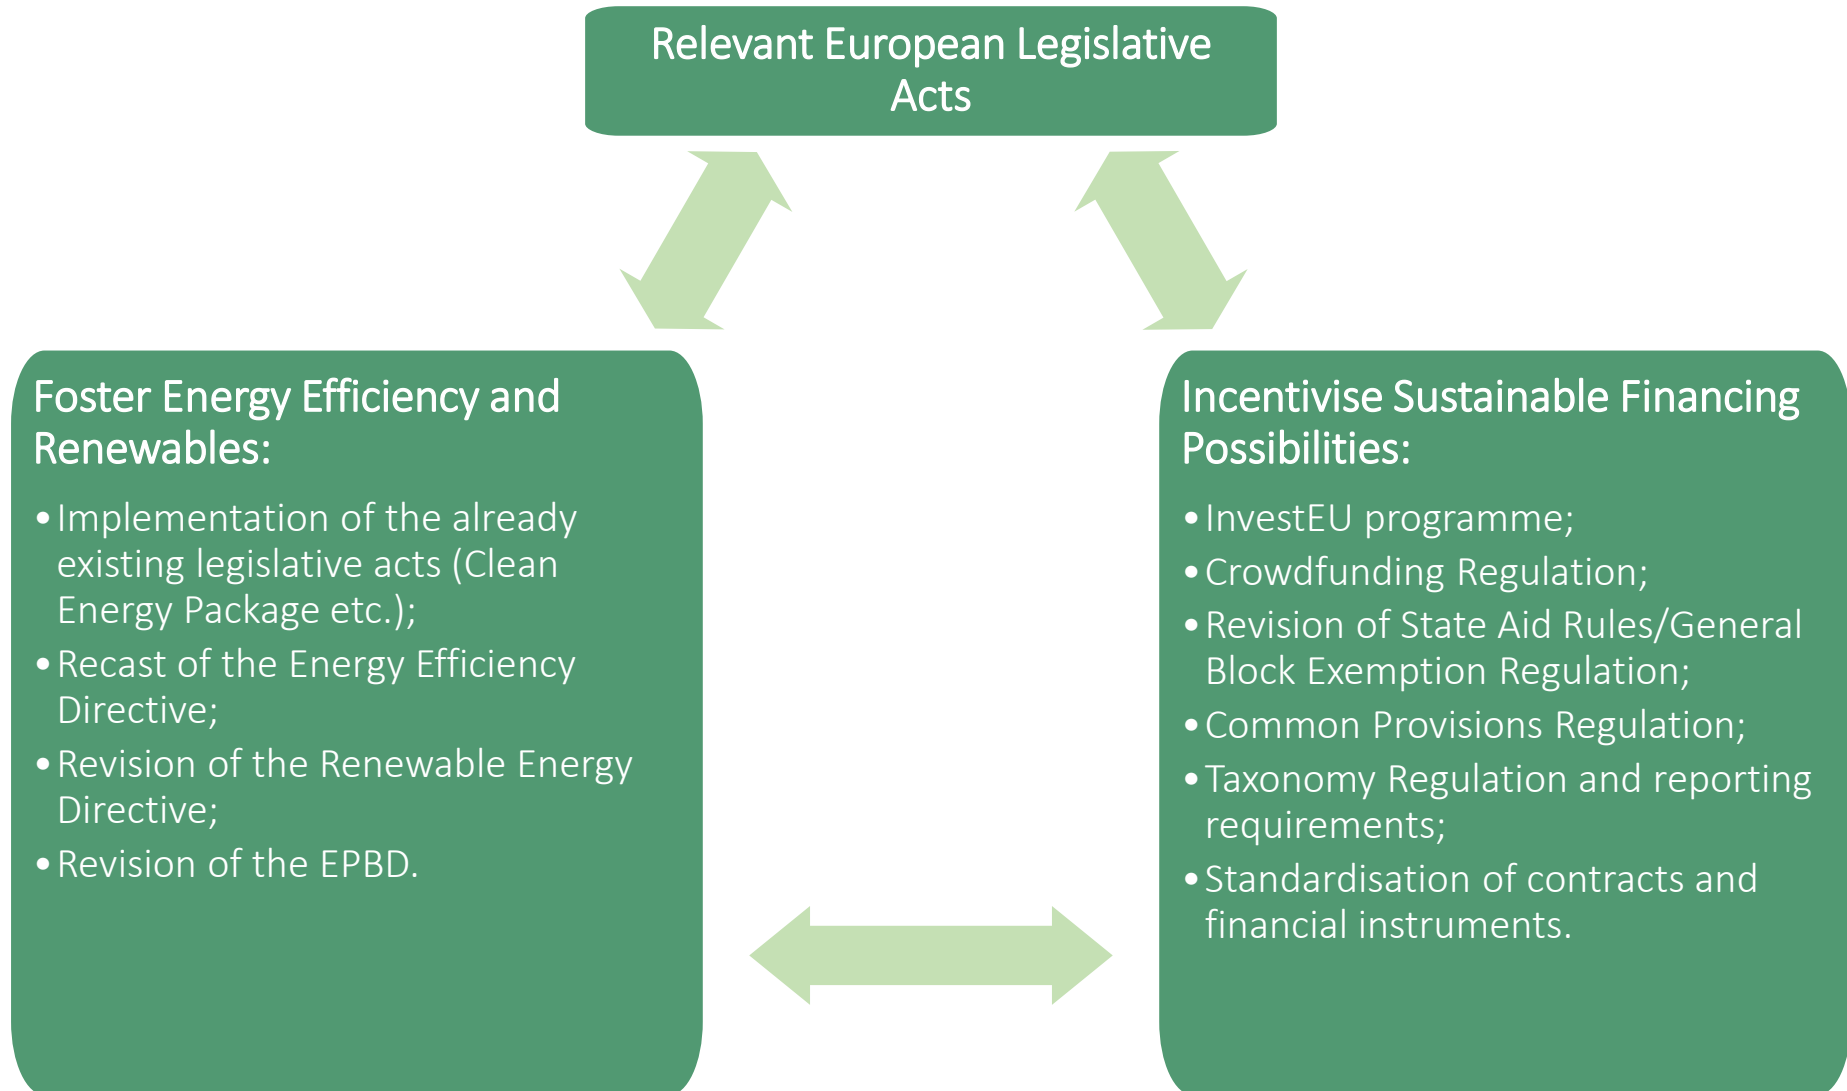 Relevant European Legislative
Acts
Foster Energy Efficiency and
Renewables:
•Implementation of the already
existing legislative acts (Clean
Energy Package etc.);
•Recast of the Energy Efficiency
Directive;
•Revision of the Renewable Energy
Directive;
•Revision of the EPBD.
Incentivise Sustainable Financing
Possibilities:
•InvestEU programme;
•Crowdfunding Regulation;
•Revision of State Aid Rules/General
Block Exemption Regulation;
•Common Provisions Regulation;
•Taxonomy Regulation and reporting
requirements;
•Standardisation of contracts and
financial instruments.